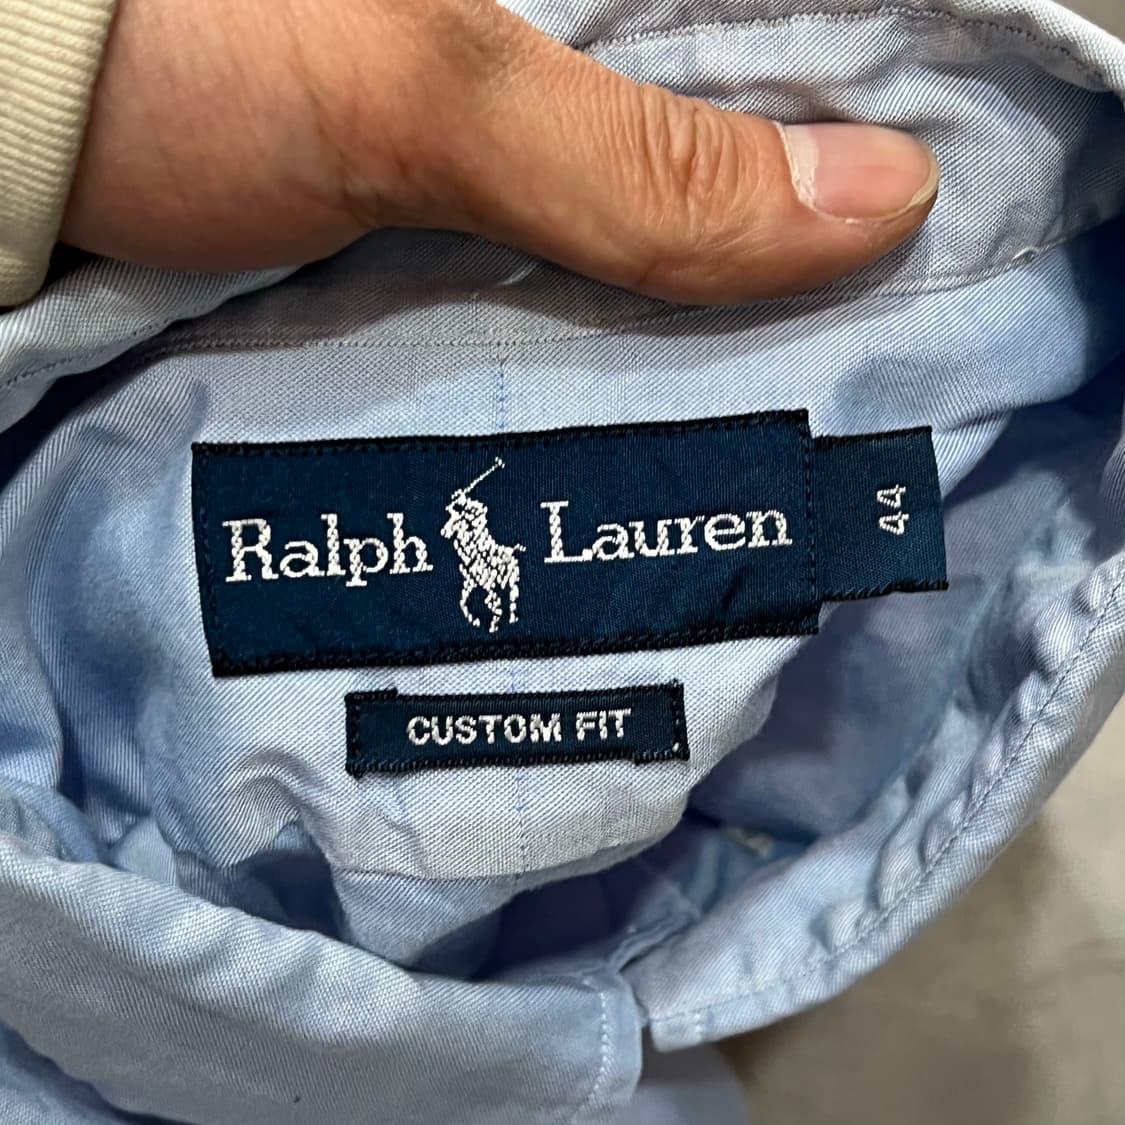 Ralph Lauren
44
CUSTOM FIT